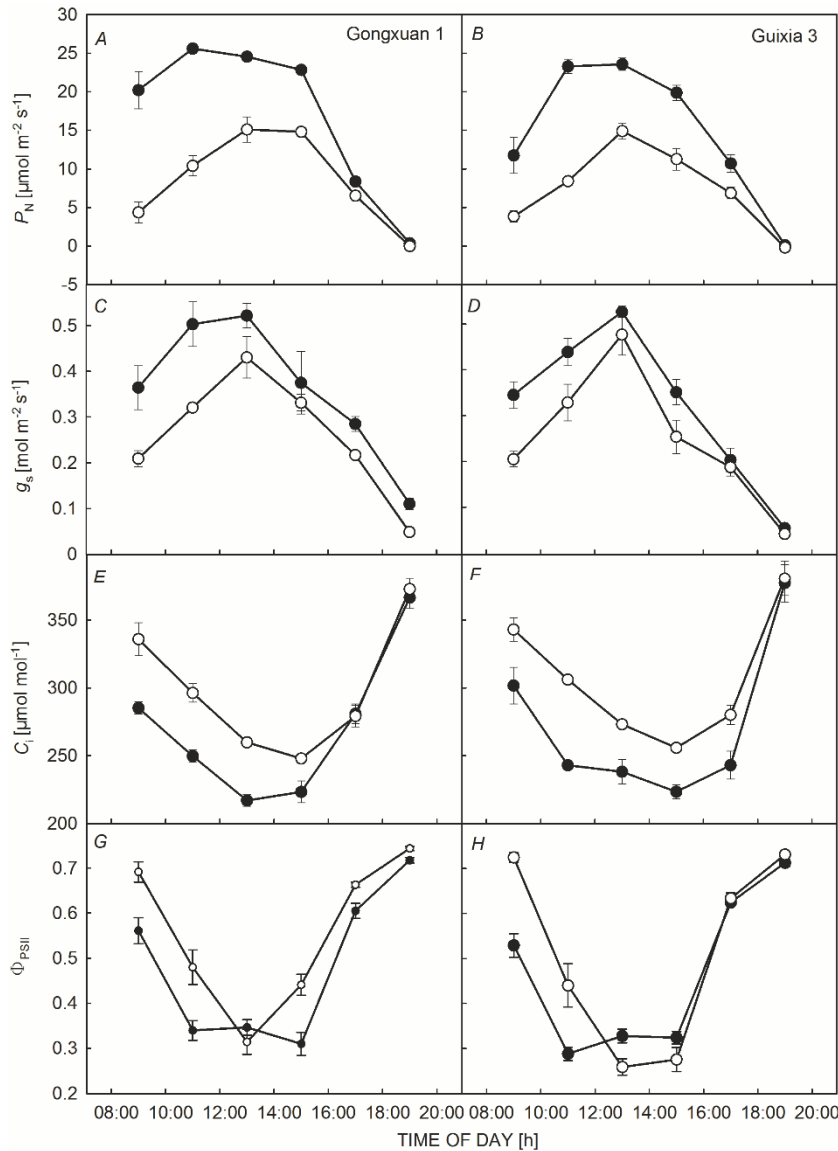 A Gongxuan 1
B Guixia 3
30
25
20
15
10
5
0
-5
P_N [µmol m⁻² s⁻¹]
C
D
0.5
0.4
0.3
0.2
0.1
0
g_s [mol m⁻² s⁻¹]
E
F
350
300
250
200
C_i [µmol mol⁻¹]
G
H
0.7
0.6
0.5
0.4
0.3
0.2
Φ_PSII
08:00 10:00 12:00 14:00 16:00 18:00 20:00
08:00 10:00 12:00 14:00 16:00 18:00 20:00
TIME OF DAY [h]